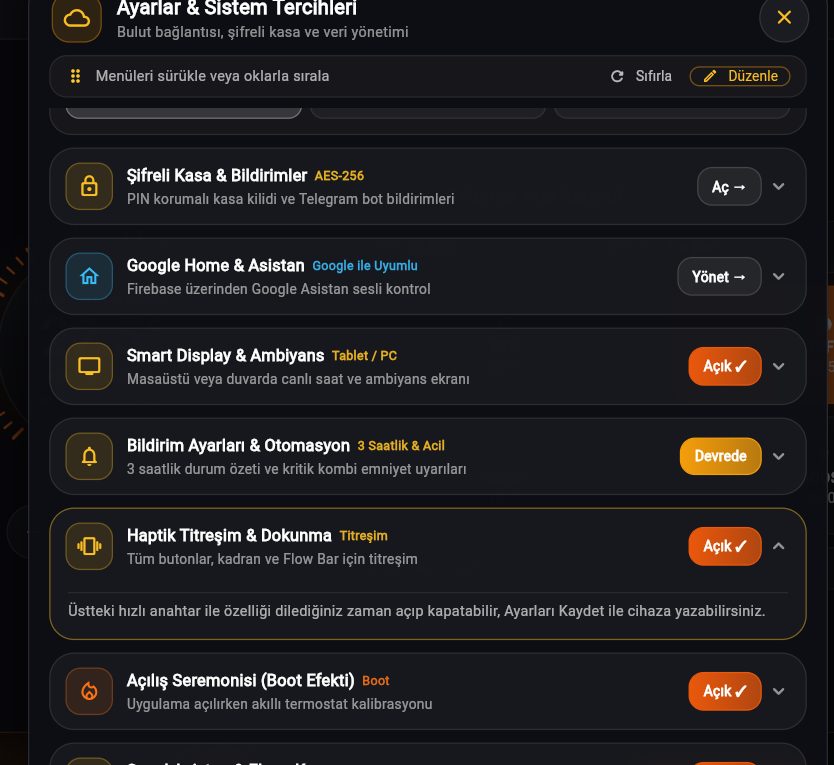 Ayarlar & Sistem Tercihleri
Bulut bağlantısı, şifreli kasa ve veri yönetimi
Menüleri sürükle veya oklarla sırala
Sıfırla
Düzenle
Şifreli Kasa & Bildirimler AES-256
PIN korumalı kasa kilidi ve Telegram bot bildirimleri
Aç →
Google Home & Asistan Google ile Uyumlu
Firebase üzerinden Google Asistan sesli kontrol
Yönet →
Smart Display & Ambiyans Tablet / PC
Masaüstü veya duvarda canlı saat ve ambiyans ekranı
Açık ✓
Bildirim Ayarları & Otomasyon 3 Saatlik & Acil
3 saatlik durum özeti ve kritik kombi emniyet uyarıları
Devrede
Haptik Titreşim & Dokunma Titreşim
Tüm butonlar, kadran ve Flow Bar için titreşim
Açık ✓
Üstteki hızlı anahtar ile özelliği dilediğiniz zaman açıp kapatabilir, Ayarları Kaydet ile cihaza yazabilirsiniz.
Açılış Seremonisi (Boot Efekti) Boot
Uygulama açılırken akıllı termostat kalibrasyonu
Açık ✓